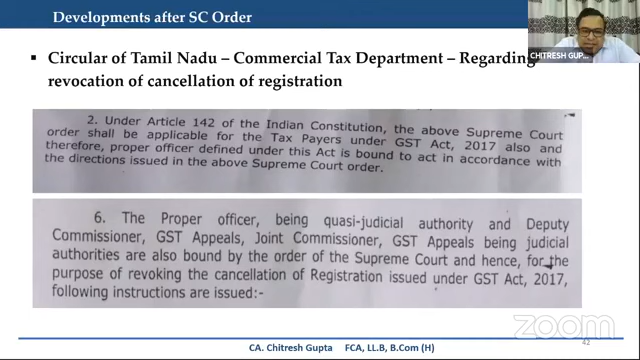 Developments after SC Order
CHITRESH GUP...
▪ Circular of Tamil Nadu – Commercial Tax Department – Regarding
revocation of cancellation of registration
2. Under Article 142 of the Indian Constitution, the above Supreme Court
order shall be applicable for the Tax Payers under GST Act, 2017 also and
therefore, proper officer defined under this Act is bound to act in accordance with
the directions issued in the above Supreme Court order.
6. The Proper officer, being quasi-judicial authority and Deputy
Commissioner, GST Appeals, Joint Commissioner, GST Appeals being judicial
authorities are also bound by the order of the Supreme Court and hence, for the
purpose of revoking the cancellation of Registration issued under GST Act, 2017,
following instructions are issued:-
zoom
CA. Chitresh Gupta FCA, LL.B, B.Com (H)
42